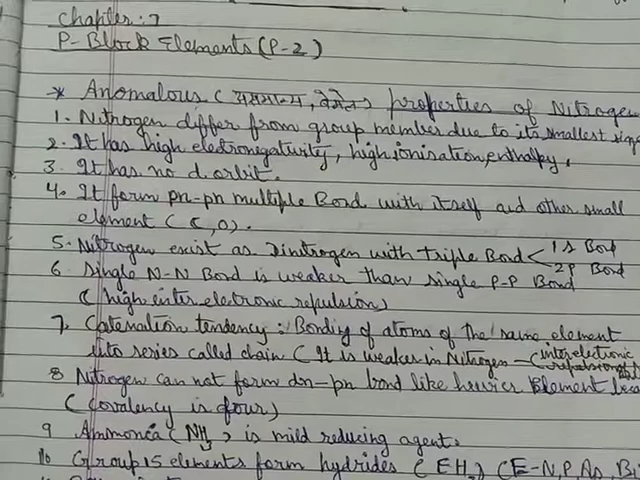 Chapter: 7
P-Block Elements (P-2)
* Anomalous (असमान्य, ) properties of Nitrogen
1. Nitrogen differ from group member due to its smallest size
2. It has high electronegaturity, high ionisation, enthalpy,
3. It has no d orbit.
4. It form pπ-pπ multiple Bond with itself and other small
element (C, O).
5. Nitrogen exist as Dinitrogen with Triple Bond < 1 s Bond
2 p Bond
6. Single N-N Bond is weaker than single P-P Bond
(high enter electronic repulsion)
7. Catenation tendency: Bonding of atoms of the same element
into series called chain (It is weaker in Nitrogen - (interelectronic
repulsion)
8 Nitrogen can not form dπ-pπ bond like heavier Element
(covalency is four)
9 Ammonia (NH3) is mild reducing agent.
10 Group 15 elements form hydrides (EH3) (E-N, P, As, Bi